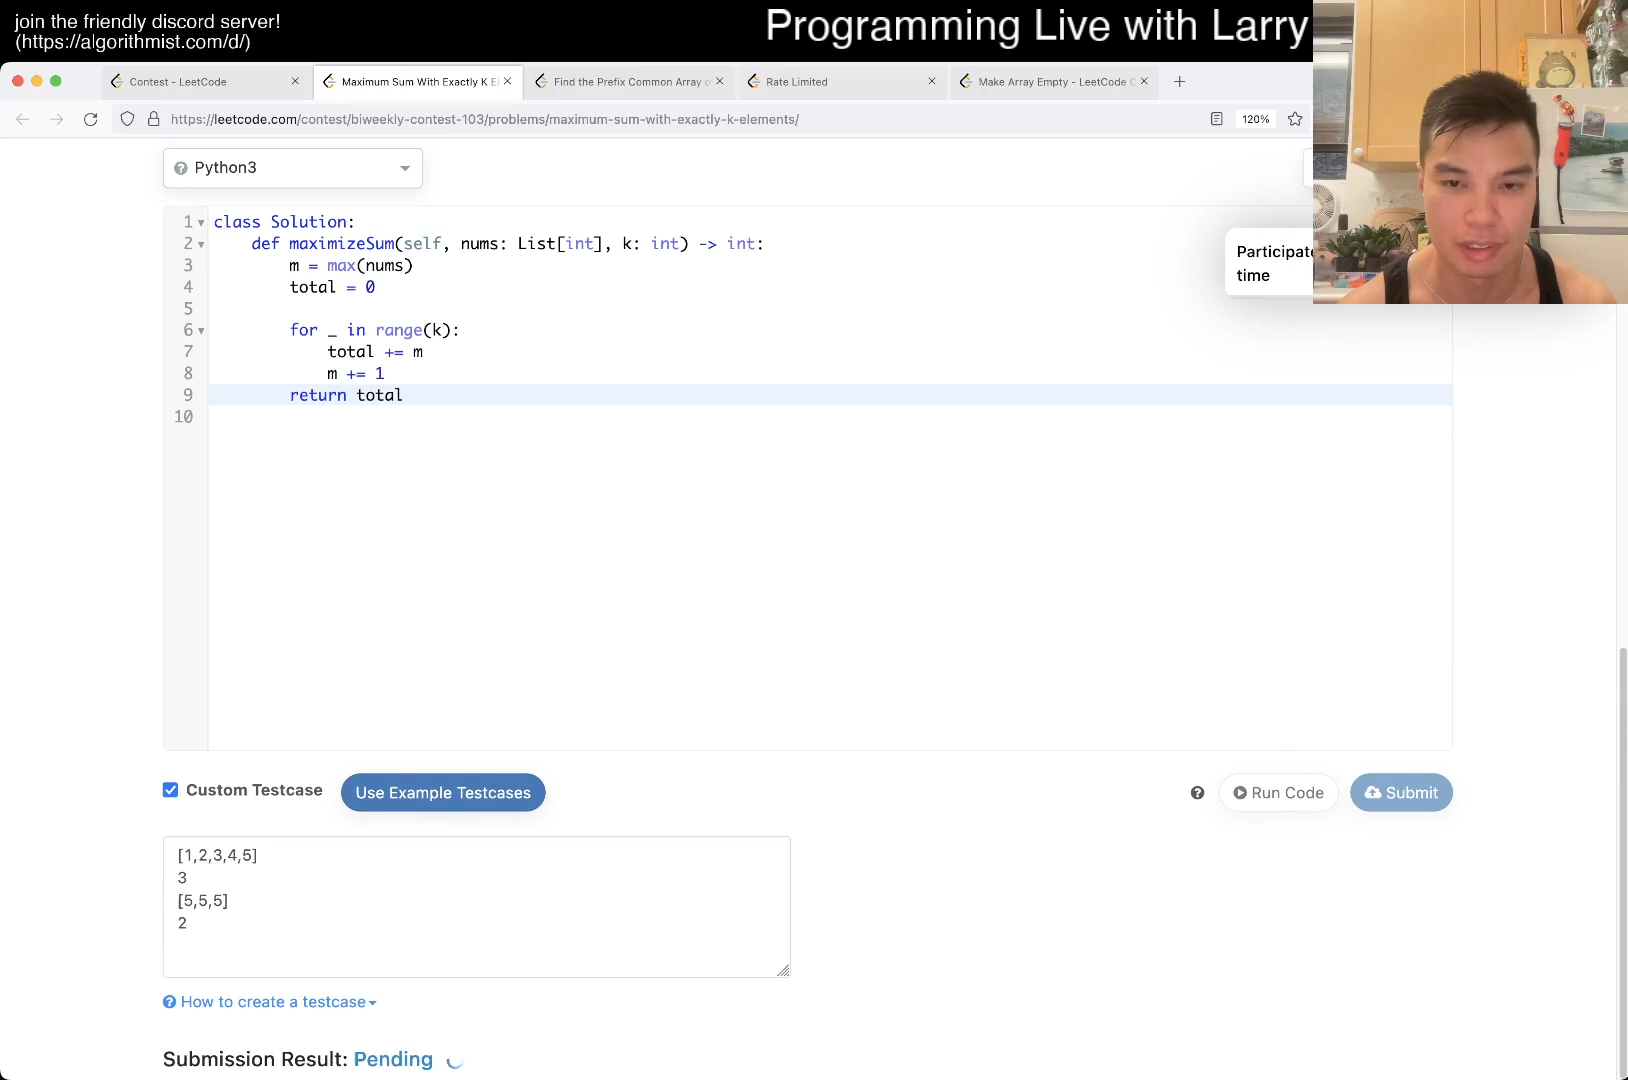 join the friendly discord server!
(https://algorithmist.com/d/)
Programming Live with Larry
Contest - LeetCode
Maximum Sum With Exactly K El
Find the Prefix Common Array o
Rate Limited
Make Array Empty - LeetCode C
https://leetcode.com/contest/biweekly-contest-103/problems/maximum-sum-with-exactly-k-elements/
120%
Python3
1 class Solution:
2 def maximizeSum(self, nums: List[int], k: int) -> int:
3 m = max(nums)
4 total = 0
5
6 for _ in range(k):
7 total += m
8 m += 1
9 return total
10
Participate
time
Custom Testcase
Use Example Testcases
Run Code
Submit
[1,2,3,4,5]
3
[5,5,5]
2
How to create a testcase
Submission Result: Pending